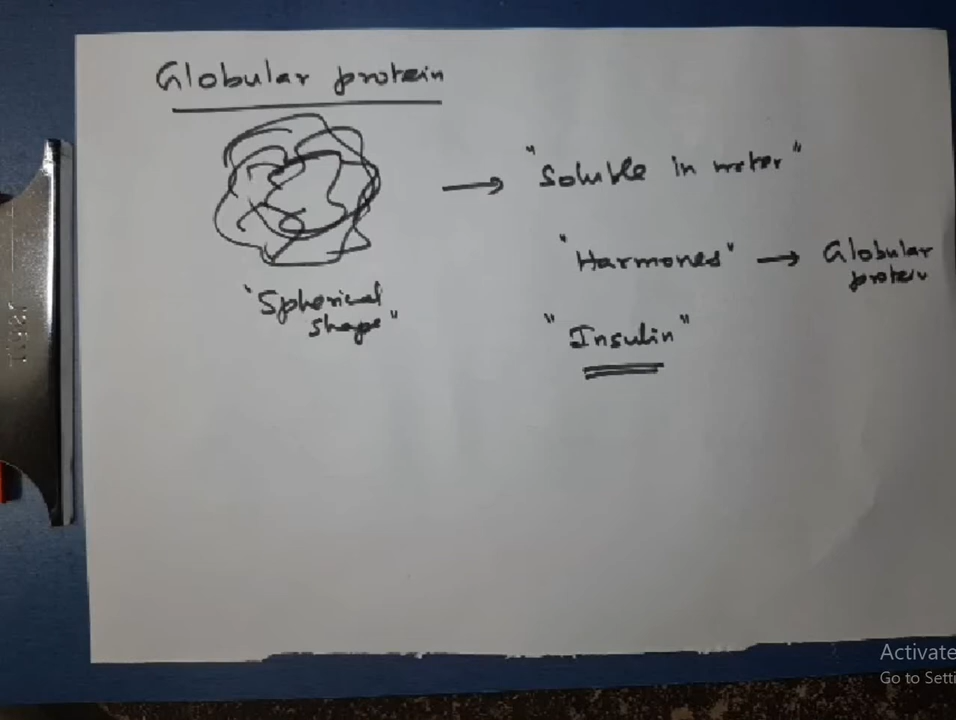 Globular protein
"Soluble in water"
"Harmones" → Globular
protein
"Spherical
shape"
"Insulin"
Activate
Go to Setti